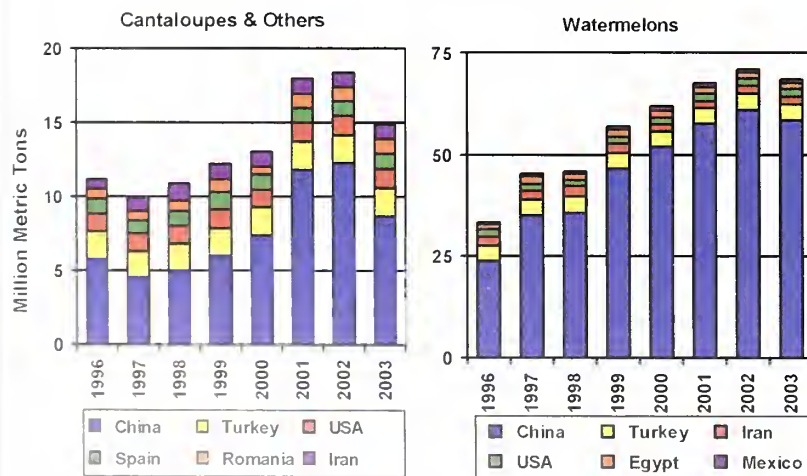 Cantaloupes & Others
Million Metric Tons
20
15
10
5
0
1996 1997 1998 1999 2000 2001 2002 2003
China Turkey USA
Spain Romania Iran
Watermelons
75
50
25
0
1996 1997 1998 1999 2000 2001 2002 2003
China Turkey Iran
USA Egypt Mexico